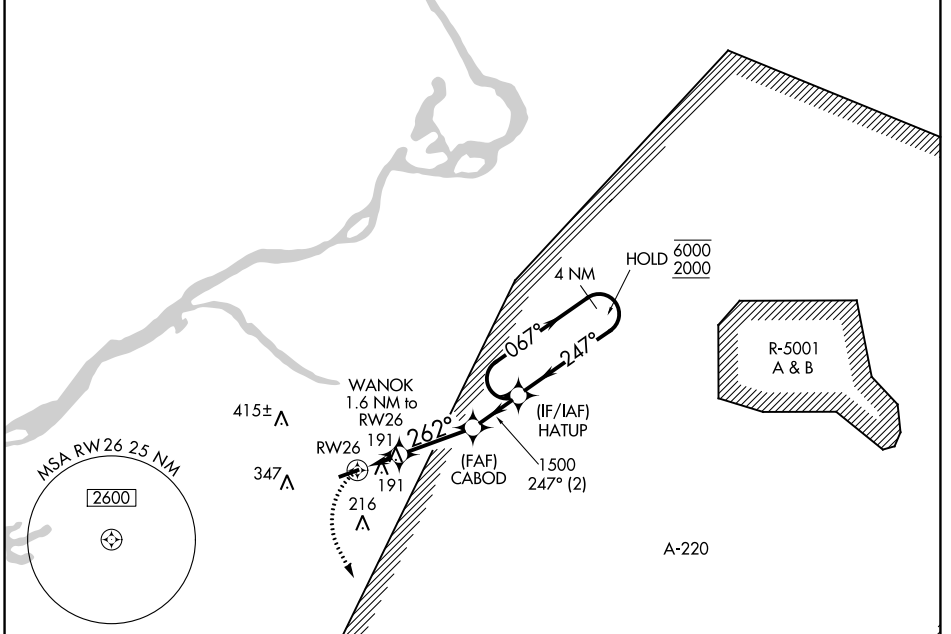 HOLD 6000
2000
4 NM
067°
247°
R-5001
A & B
WANOK
1.6 NM to
RW26
415±
262°
(IF/IAF)
HATUP
RW26
191
(FAF)
CABOD
1500
247° (2)
347
191
216
MSA RW26 25 NM
2600
A-220